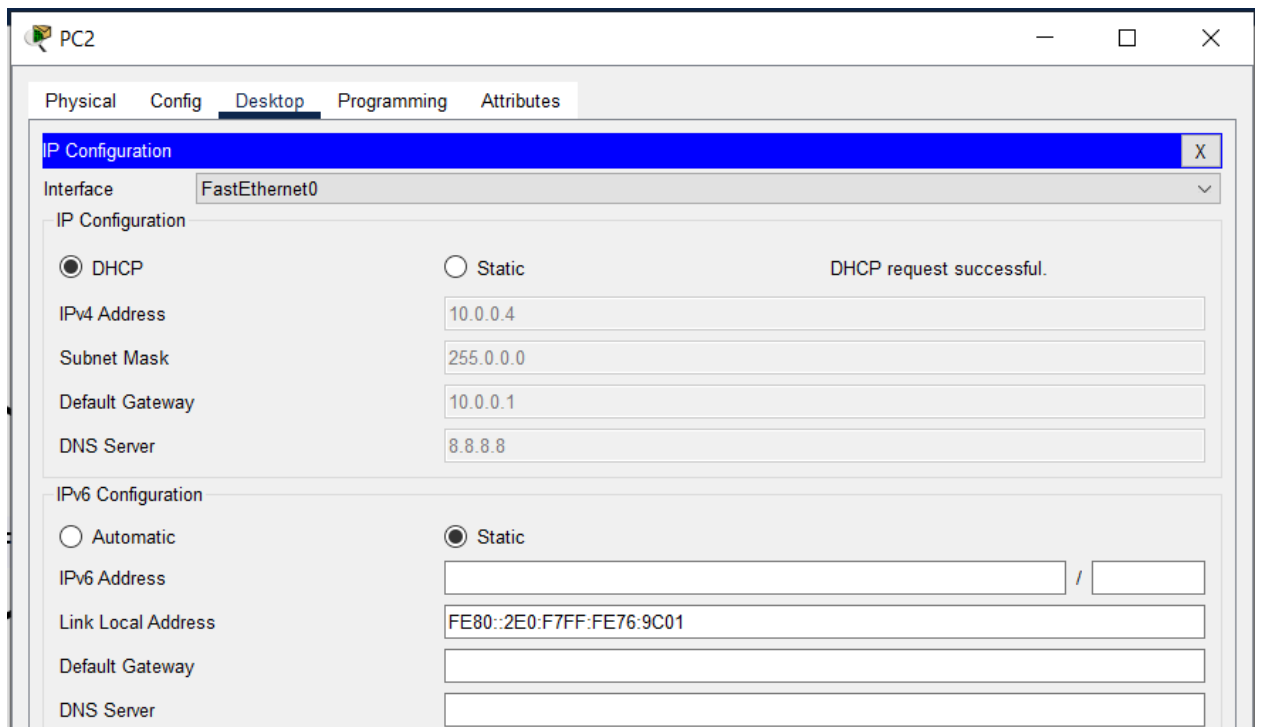 PC2
Physical Config Desktop Programming Attributes
IP Configuration X
Interface FastEthernet0
IP Configuration
DHCP Static DHCP request successful.
IPv4 Address 10.0.0.4
Subnet Mask 255.0.0.0
Default Gateway 10.0.0.1
DNS Server 8.8.8.8
IPv6 Configuration
Automatic Static
IPv6 Address /
Link Local Address FE80::2E0:F7FF:FE76:9C01
Default Gateway
DNS Server